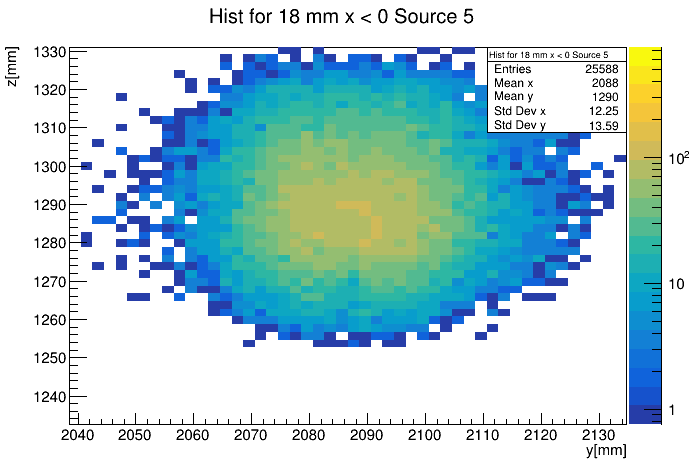 Hist for 18 mm x < 0 Source 5
z[mm]
1330
1320
1310
1300
1290
1280
1270
1260
1250
1240
Hist for 18 mm x < 0 Source 5
Entries 25588
Mean x 2088
Mean y 1290
Std Dev x 12.25
Std Dev y 13.59
10²
10
1
2040 2050 2060 2070 2080 2090 2100 2110 2120 2130
y[mm]